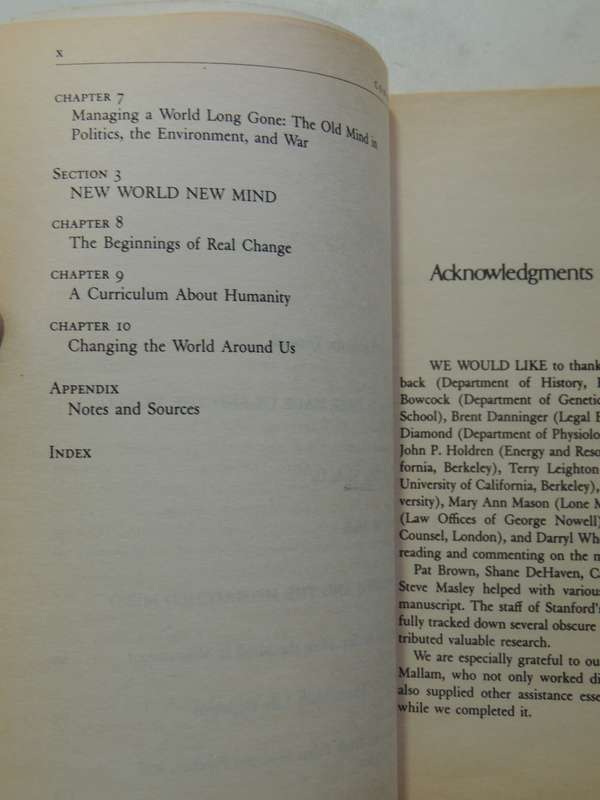 x
CHAPTER 7
Managing a World Long Gone: The Old Mind in
Politics, the Environment, and War
SECTION 3
NEW WORLD NEW MIND
CHAPTER 8
The Beginnings of Real Change
CHAPTER 9
A Curriculum About Humanity
CHAPTER 10
Changing the World Around Us
APPENDIX
Notes and Sources
INDEX
Acknowledgments
WE WOULD LIKE to thank
back (Department of History,
Bowcock (Department of Genetic
School), Brent Danninger (Legal
Diamond (Department of Physiolo
John P. Holdren (Energy and Reso
fornia, Berkeley), Terry Leighton
University of California, Berkeley),
versity), Mary Ann Mason (Lone M
(Law Offices of George Nowell)
Counsel, London), and Darryl Wh
reading and commenting on the m
Pat Brown, Shane DeHaven, Ca
Steve Masley helped with various
manuscript. The staff of Stanford's
fully tracked down several obscure
tributed valuable research.
We are especially grateful to ou
Mallam, who not only worked di
also supplied other assistance esse
while we completed it.